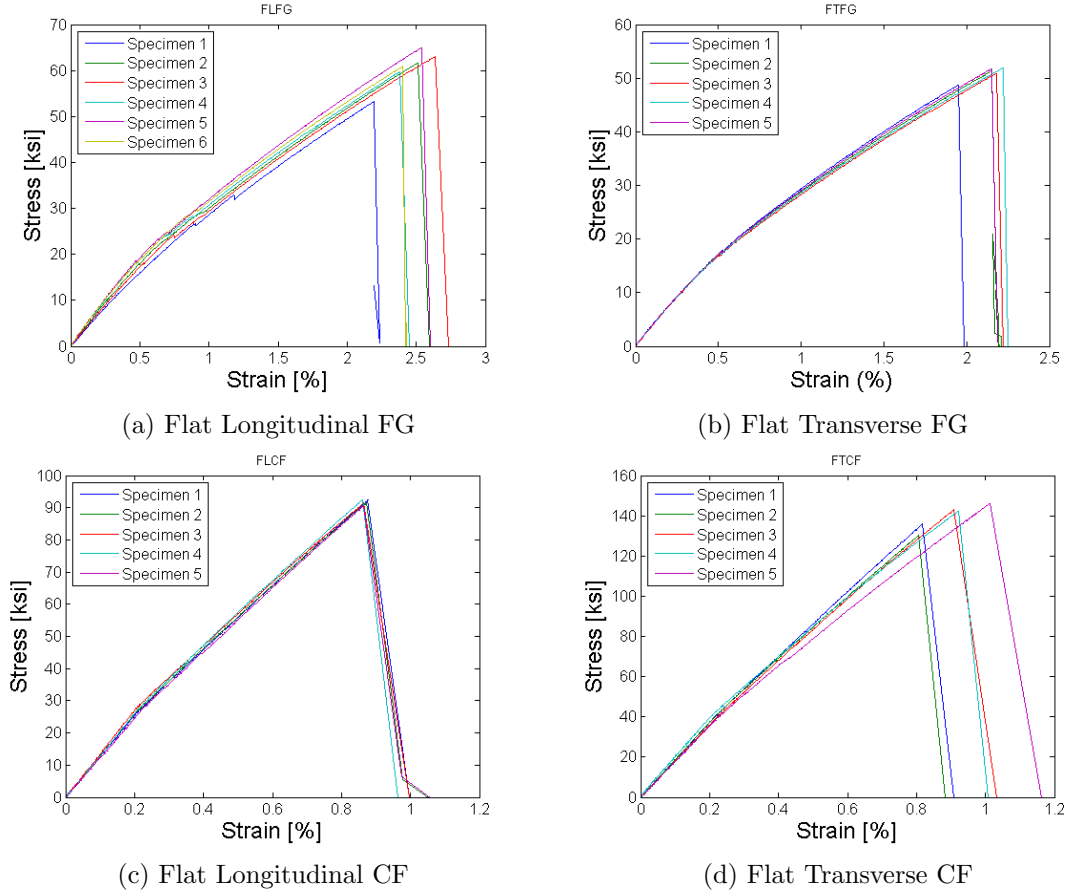 FLFG
Stress [ksi]
70
60
50
40
30
20
10
0
Specimen 1
Specimen 2
Specimen 3
Specimen 4
Specimen 5
Specimen 6
0 0.5 1 1.5 2 2.5 3
Strain [%]
(a) Flat Longitudinal FG
FTFG
Stress [ksi]
60
50
40
30
20
10
0
Specimen 1
Specimen 2
Specimen 3
Specimen 4
Specimen 5
0 0.5 1 1.5 2 2.5
Strain (%)
(b) Flat Transverse FG
FLCF
Stress [ksi]
100
90
80
70
60
50
40
30
20
10
0
Specimen 1
Specimen 2
Specimen 3
Specimen 4
Specimen 5
0 0.2 0.4 0.6 0.8 1 1.2
Strain [%]
(c) Flat Longitudinal CF
FTCF
Stress [ksi]
160
140
120
100
80
60
40
20
0
Specimen 1
Specimen 2
Specimen 3
Specimen 4
Specimen 5
0 0.2 0.4 0.6 0.8 1 1.2
Strain [%]
(d) Flat Transverse CF